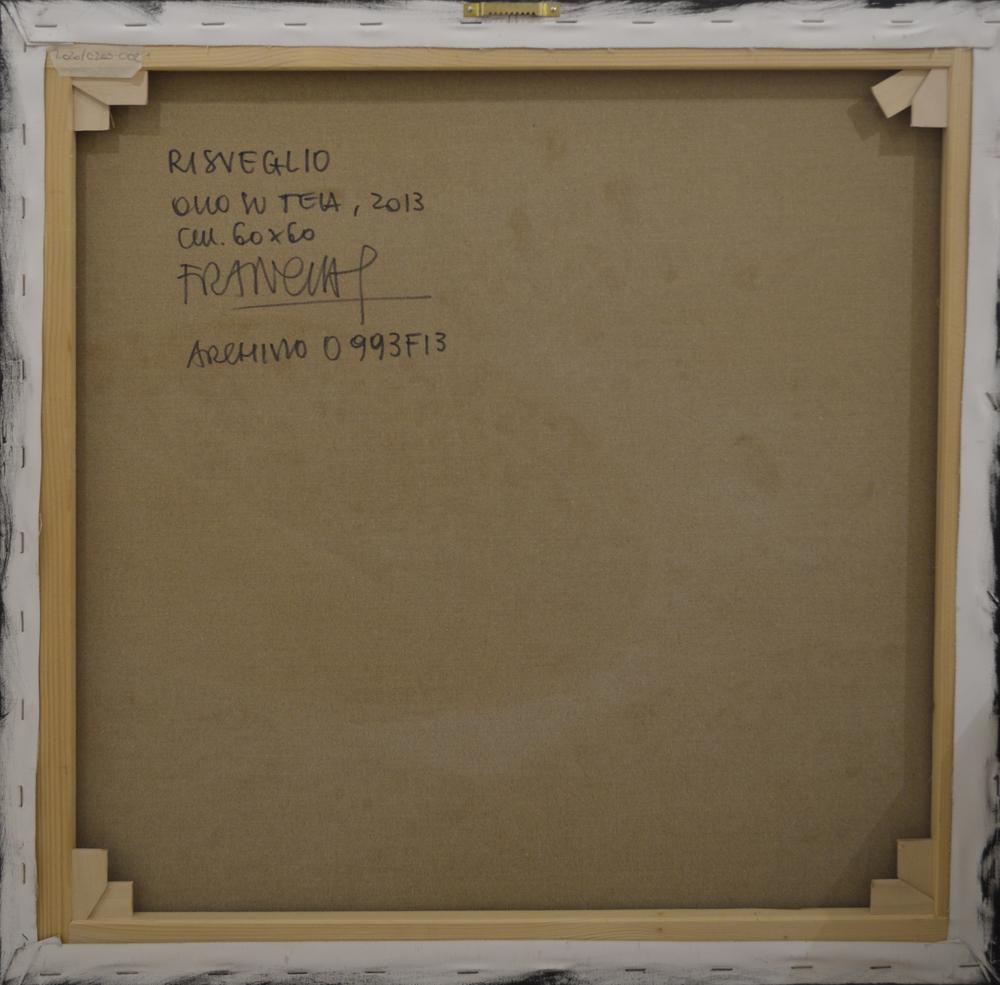 RISVEGLIO
OLIO SU TELA, 2013
CM. 60x60
ARCHIVIO 0993F13